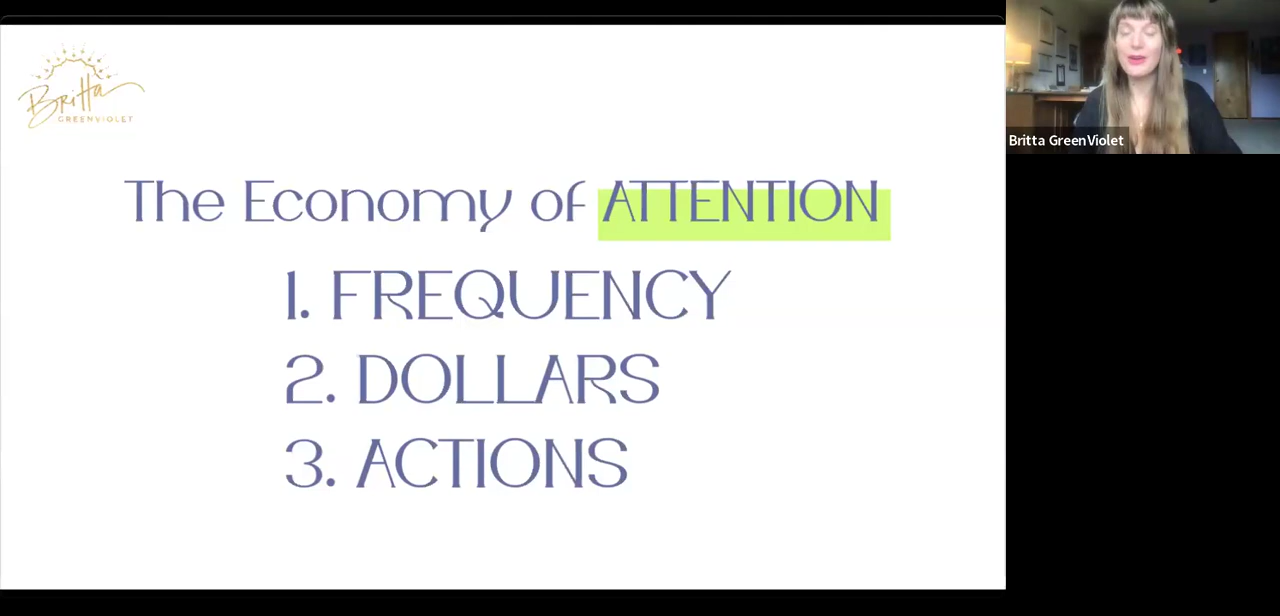 Britta
GREENVIOLET
The Economy of ATTENTION
1. FREQUENCY
2. DOLLARS
3. ACTIONS
Britta GreenViolet